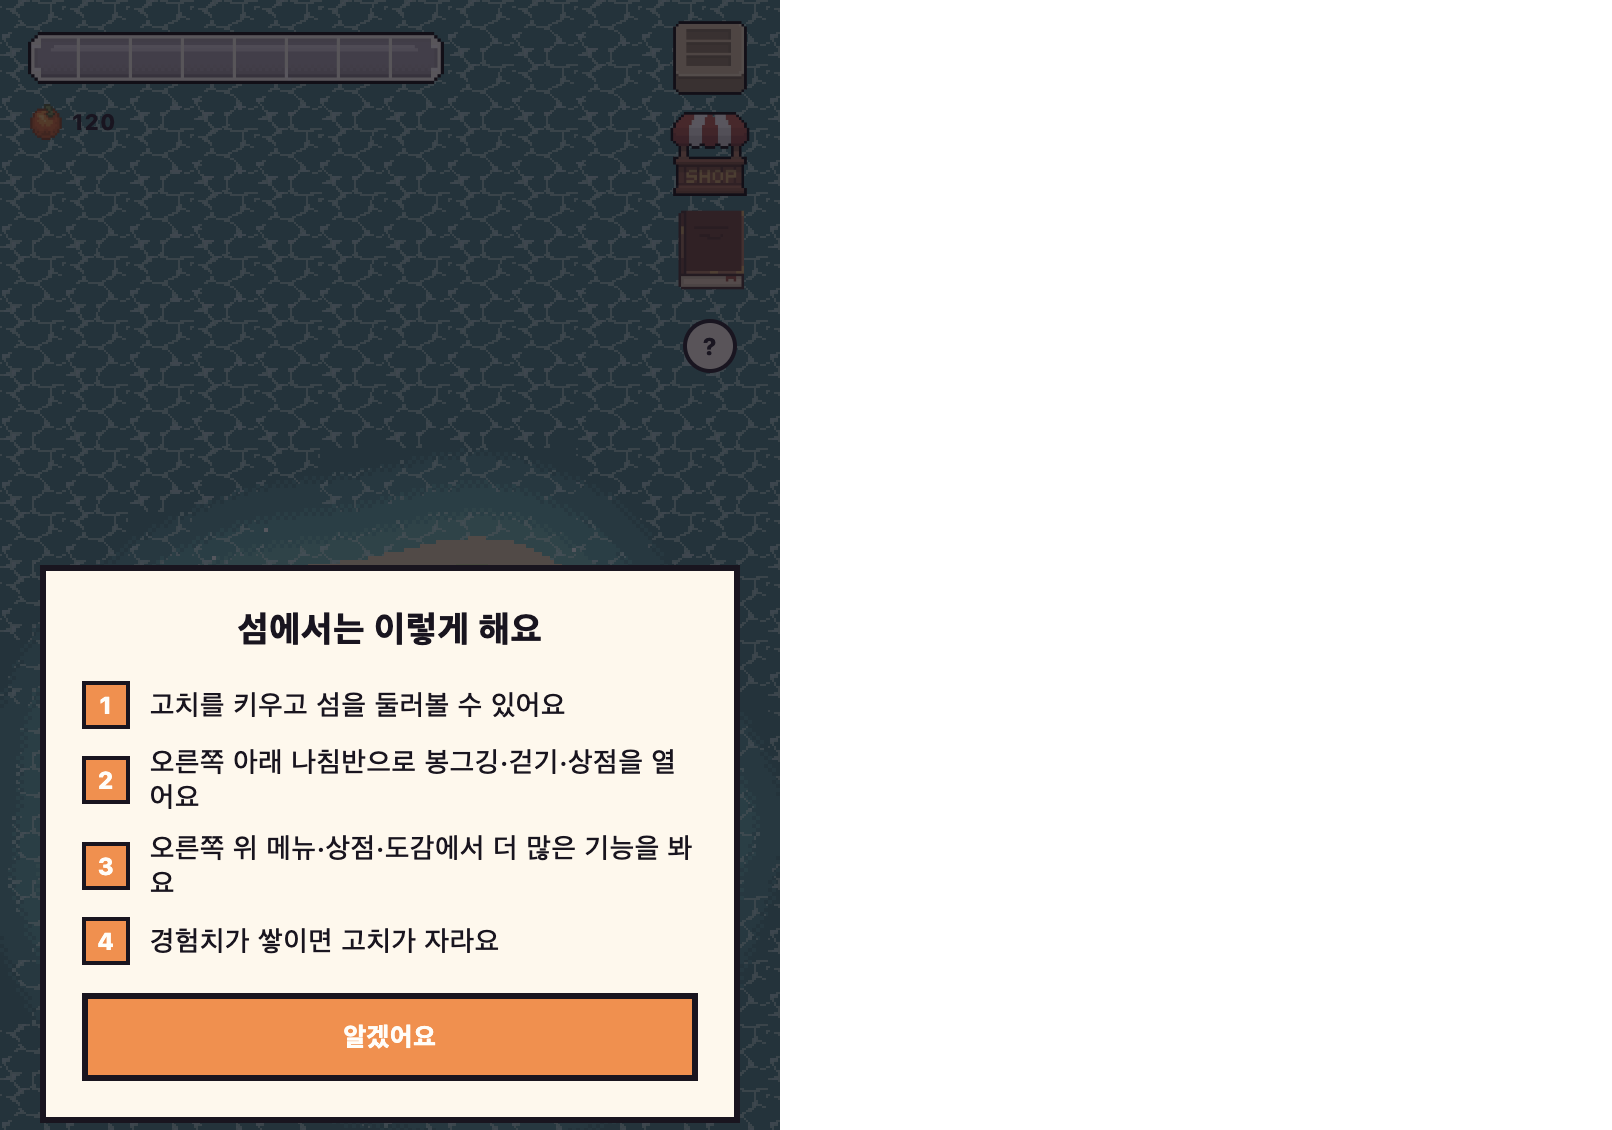 120
SHOP
?
섬에서는 이렇게 해요
1 고치를 키우고 섬을 둘러볼 수 있어요
2 오른쪽 아래 나침반으로 봉그깅·걷기·상점을 열
어요
3 오른쪽 위 메뉴·상점·도감에서 더 많은 기능을 봐
요
4 경험치가 쌓이면 고치가 자라요
알겠어요